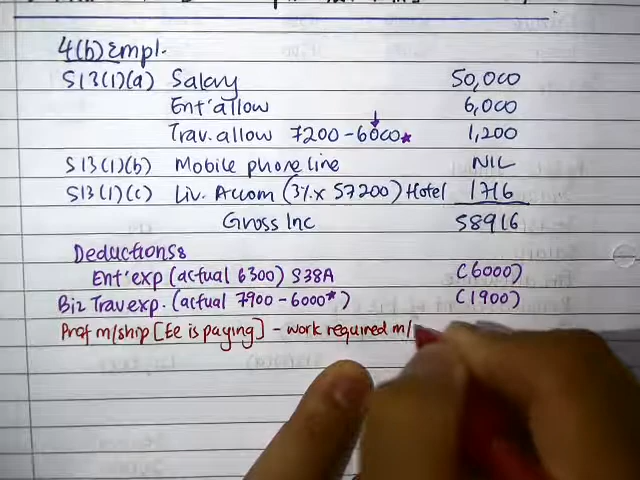 4(b) Empl.
S13(1)(a) Salary 50,000
Ent'allow 6,000
Trav. allow 7200-6000* 1,200
S13(1)(b) Mobile phone line NIL
S13(1)(c) Liv. Accom (3% x 57200) Hotel 1716
Gross Inc 58916
Deductions:
Ent'exp (actual 6300) S38A (6000)
Biz Trav exp. (actual 7900-6000*) (1900)
Prof m/ship [Ee is paying] - work required m/